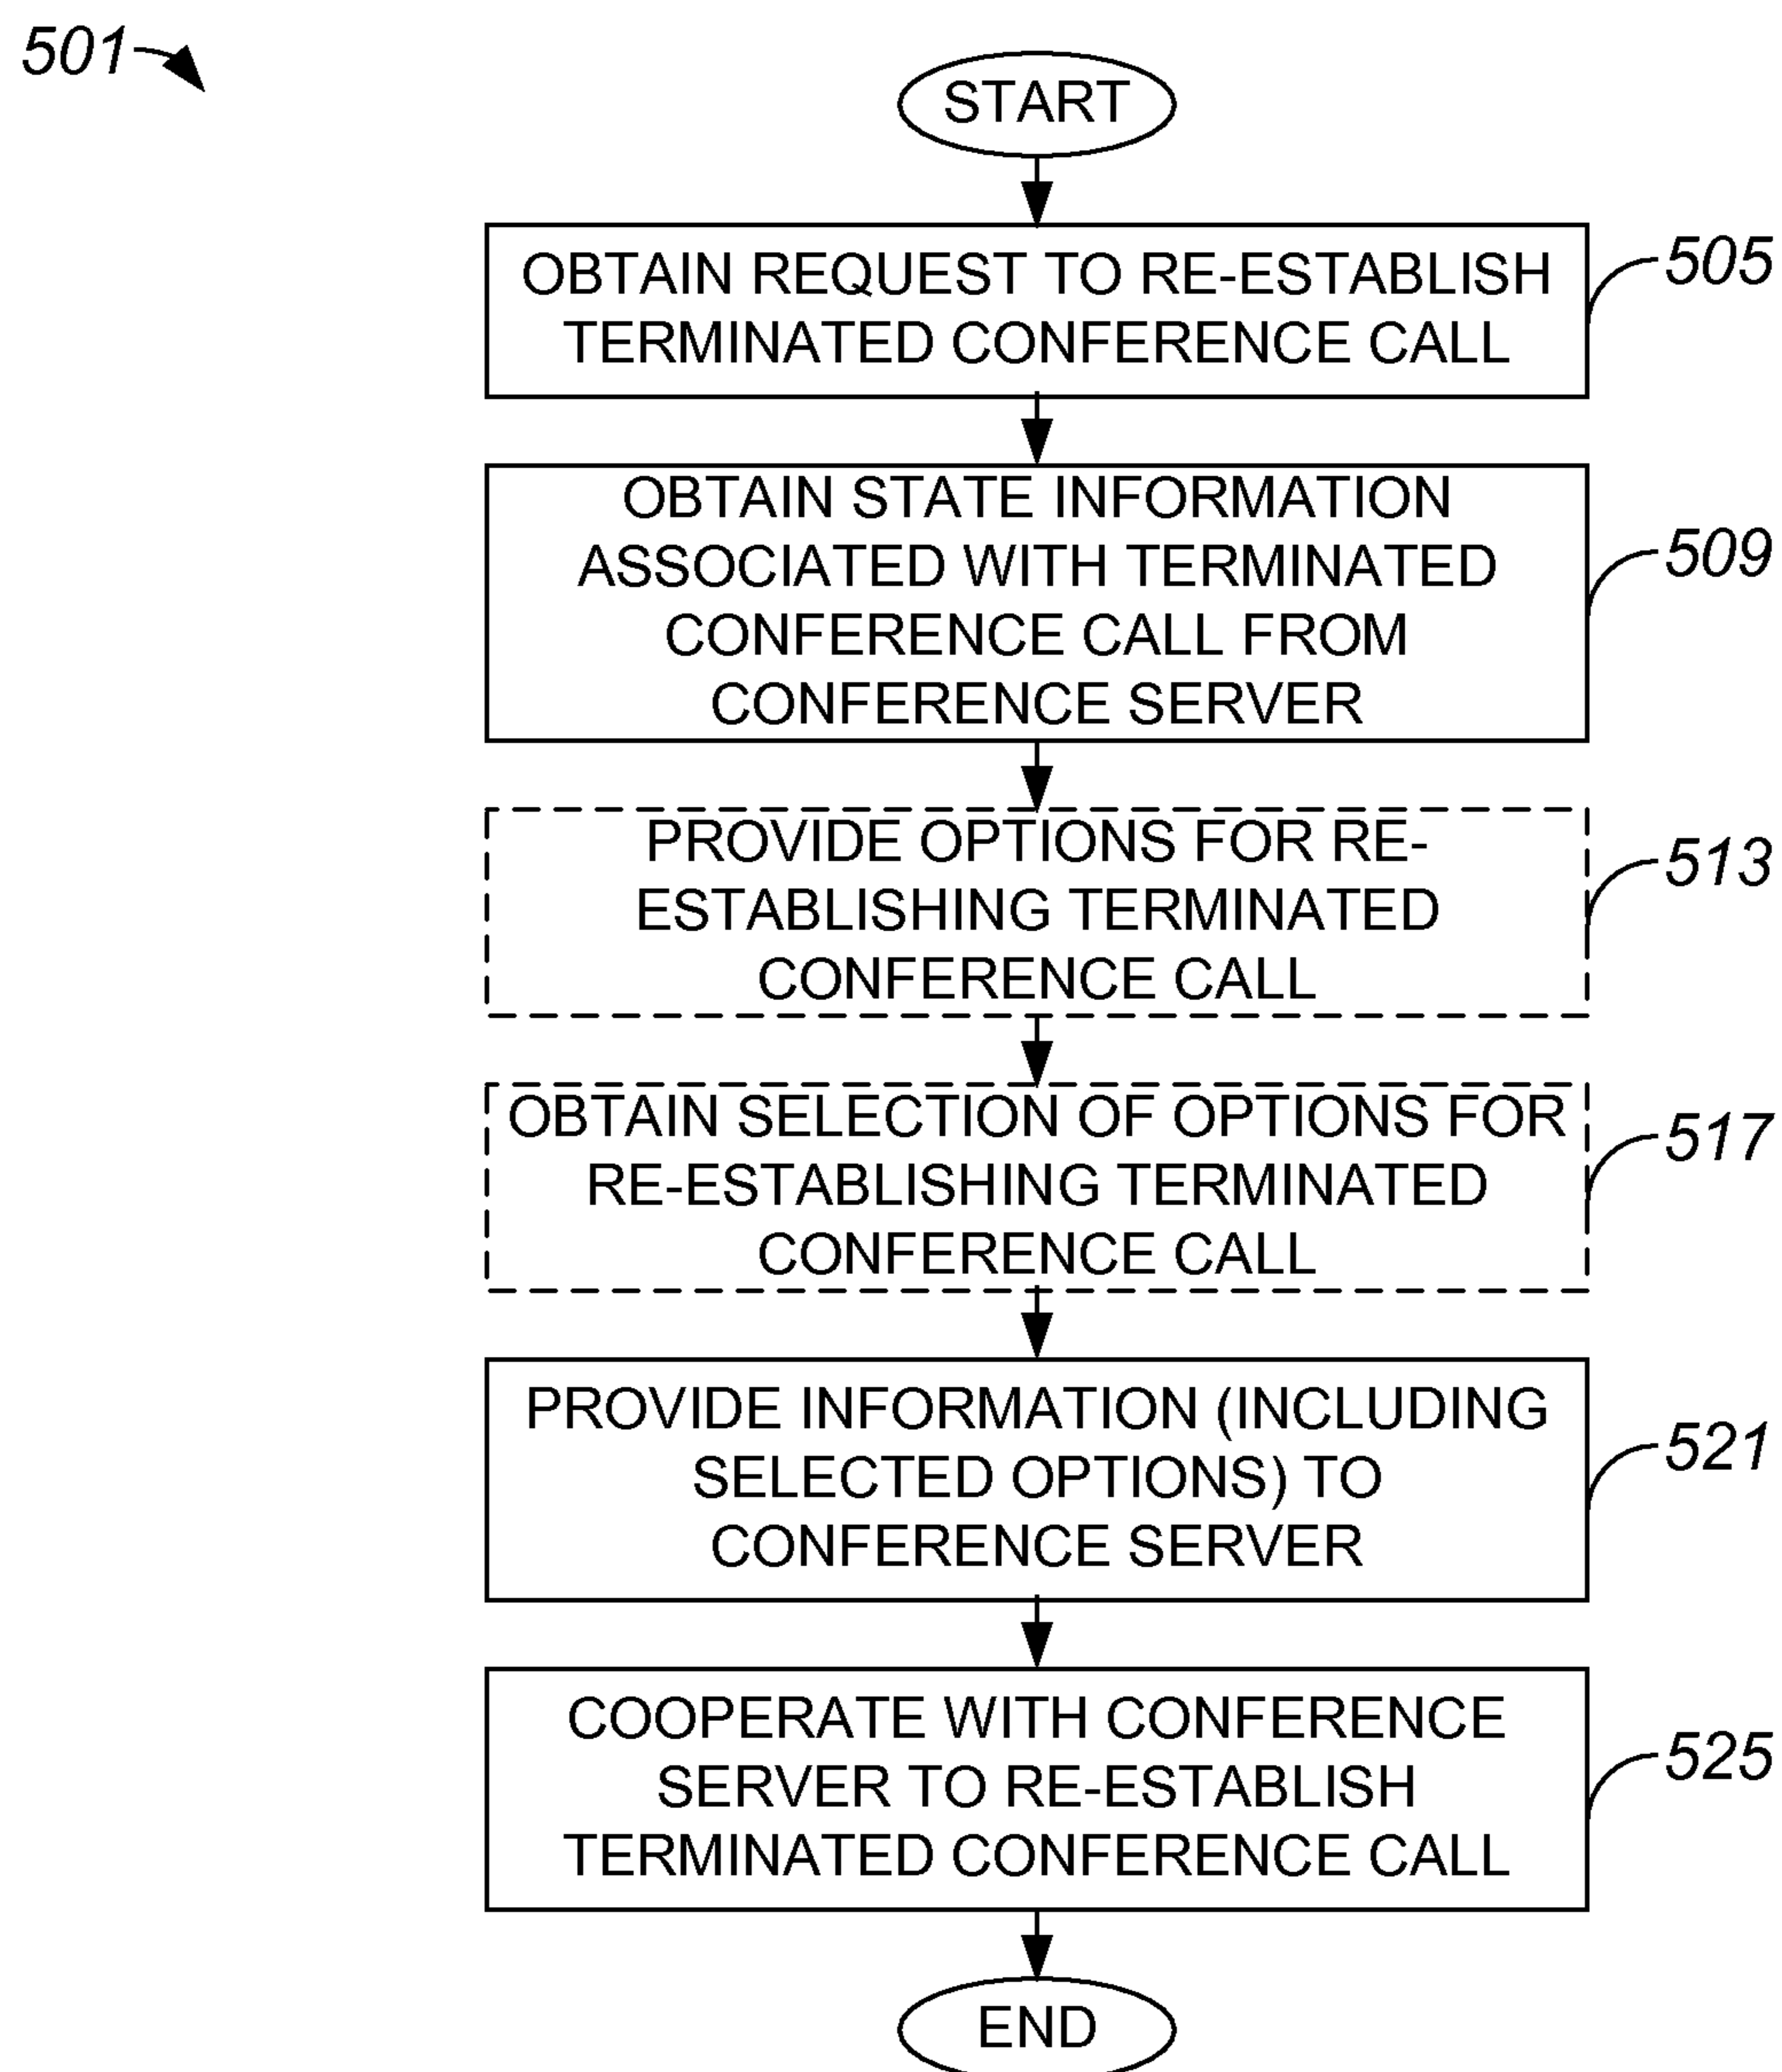 501
START
OBTAIN REQUEST TO RE-ESTABLISH
TERMINATED CONFERENCE CALL
505
OBTAIN STATE INFORMATION
ASSOCIATED WITH TERMINATED
CONFERENCE CALL FROM
CONFERENCE SERVER
509
PROVIDE OPTIONS FOR RE-
ESTABLISHING TERMINATED
CONFERENCE CALL
513
OBTAIN SELECTION OF OPTIONS FOR
RE-ESTABLISHING TERMINATED
CONFERENCE CALL
517
PROVIDE INFORMATION (INCLUDING
SELECTED OPTIONS) TO
CONFERENCE SERVER
521
COOPERATE WITH CONFERENCE
SERVER TO RE-ESTABLISH
TERMINATED CONFERENCE CALL
525
END